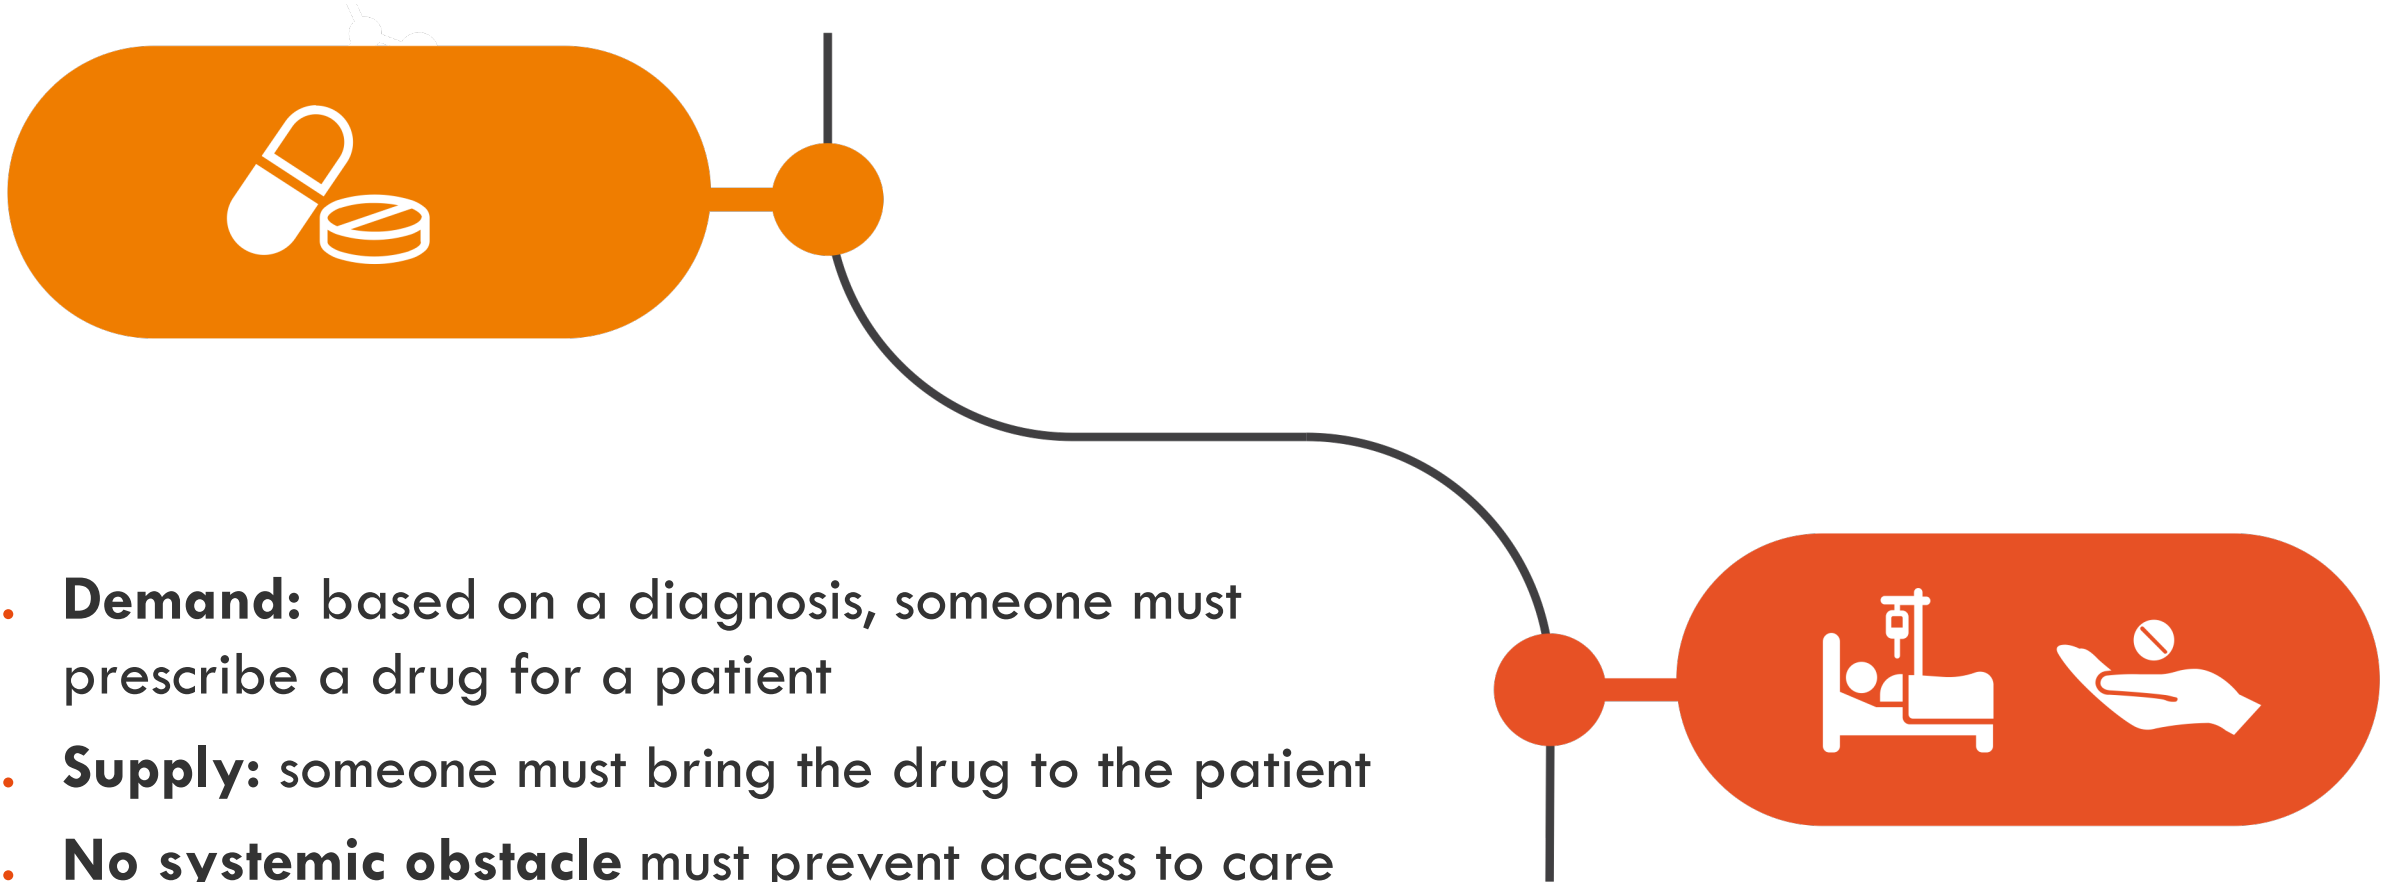 . Demand: based on a diagnosis, someone must
prescribe a drug for a patient
. Supply: someone must bring the drug to the patient
. No systemic obstacle must prevent access to care